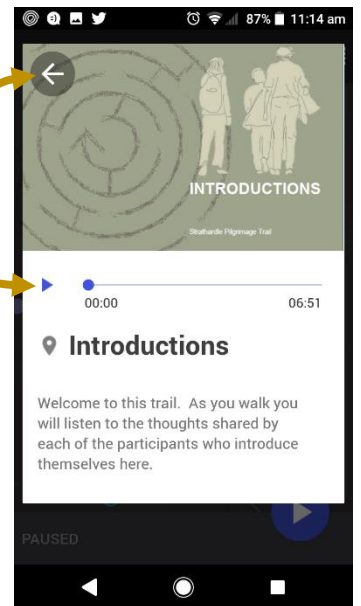 87% 11:14 am
INTRODUCTIONS
Strathardle Pilgrimage Trail
00:00 06:51
Introductions
Welcome to this trail. As you walk you
will listen to the thoughts shared by
each of the participants who introduce
themselves here.
PAUSED